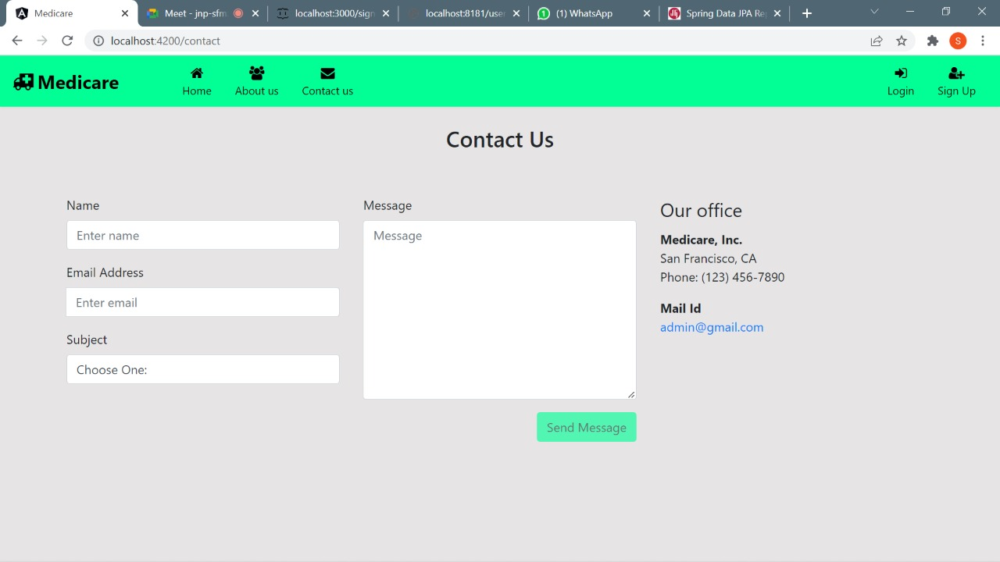 Medicare
Meet - jnp-sfm
localhost:3000/sign
localhost:8181/user
(1) WhatsApp
Spring Data JPA Re
localhost:4200/contact
S
Medicare
Home
About us
Contact us
Login
Sign Up
Contact Us
Name
Enter name
Email Address
Enter email
Subject
Choose One:
Message
Message
Send Message
Our office
Medicare, Inc.
San Francisco, CA
Phone: (123) 456-7890
Mail Id
admin@gmail.com